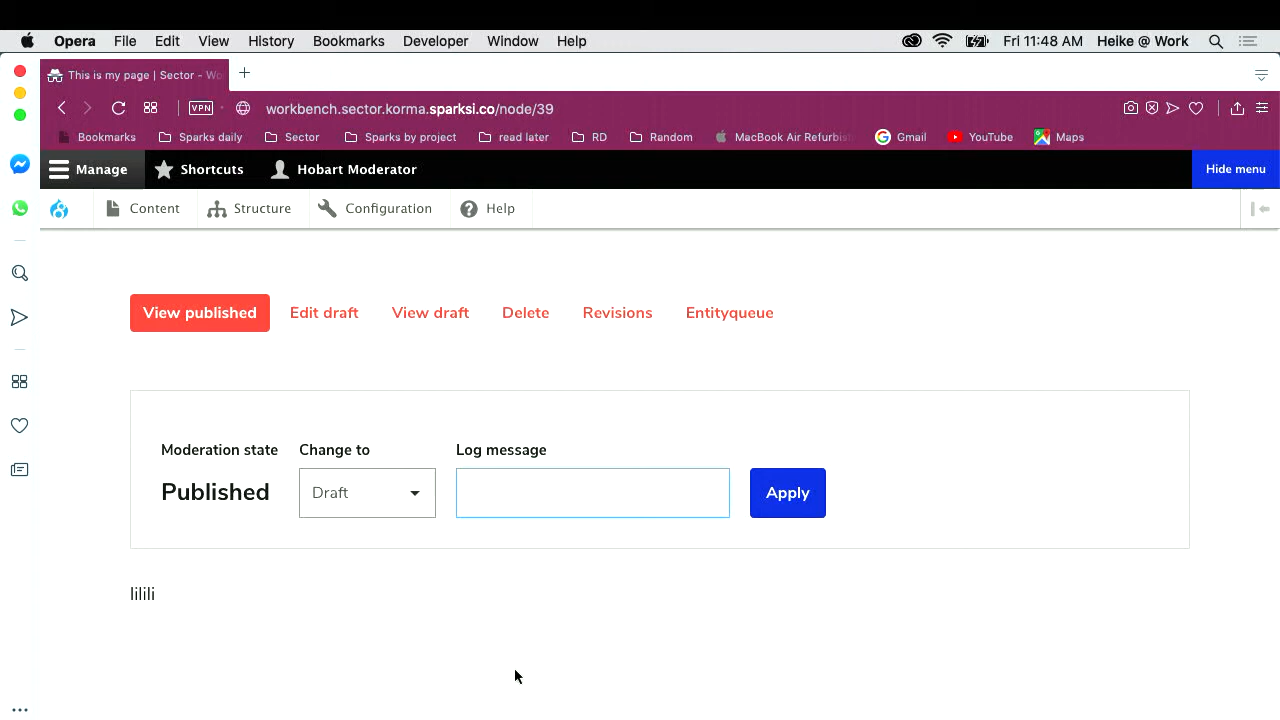 Opera File Edit View History Bookmarks Developer Window Help Fri 11:48 AM Heike @ Work
This is my page | Sector - Wo
VPN workbench.sector.korma.sparksi.co/node/39
Bookmarks Sparks daily Sector Sparks by project read later RD Random MacBook Air Refurbish Gmail YouTube Maps
Manage Shortcuts Hobart Moderator Hide menu
Content Structure Configuration Help
View published Edit draft View draft Delete Revisions Entityqueue
Moderation state Change to Log message
Published Draft Apply
lilili